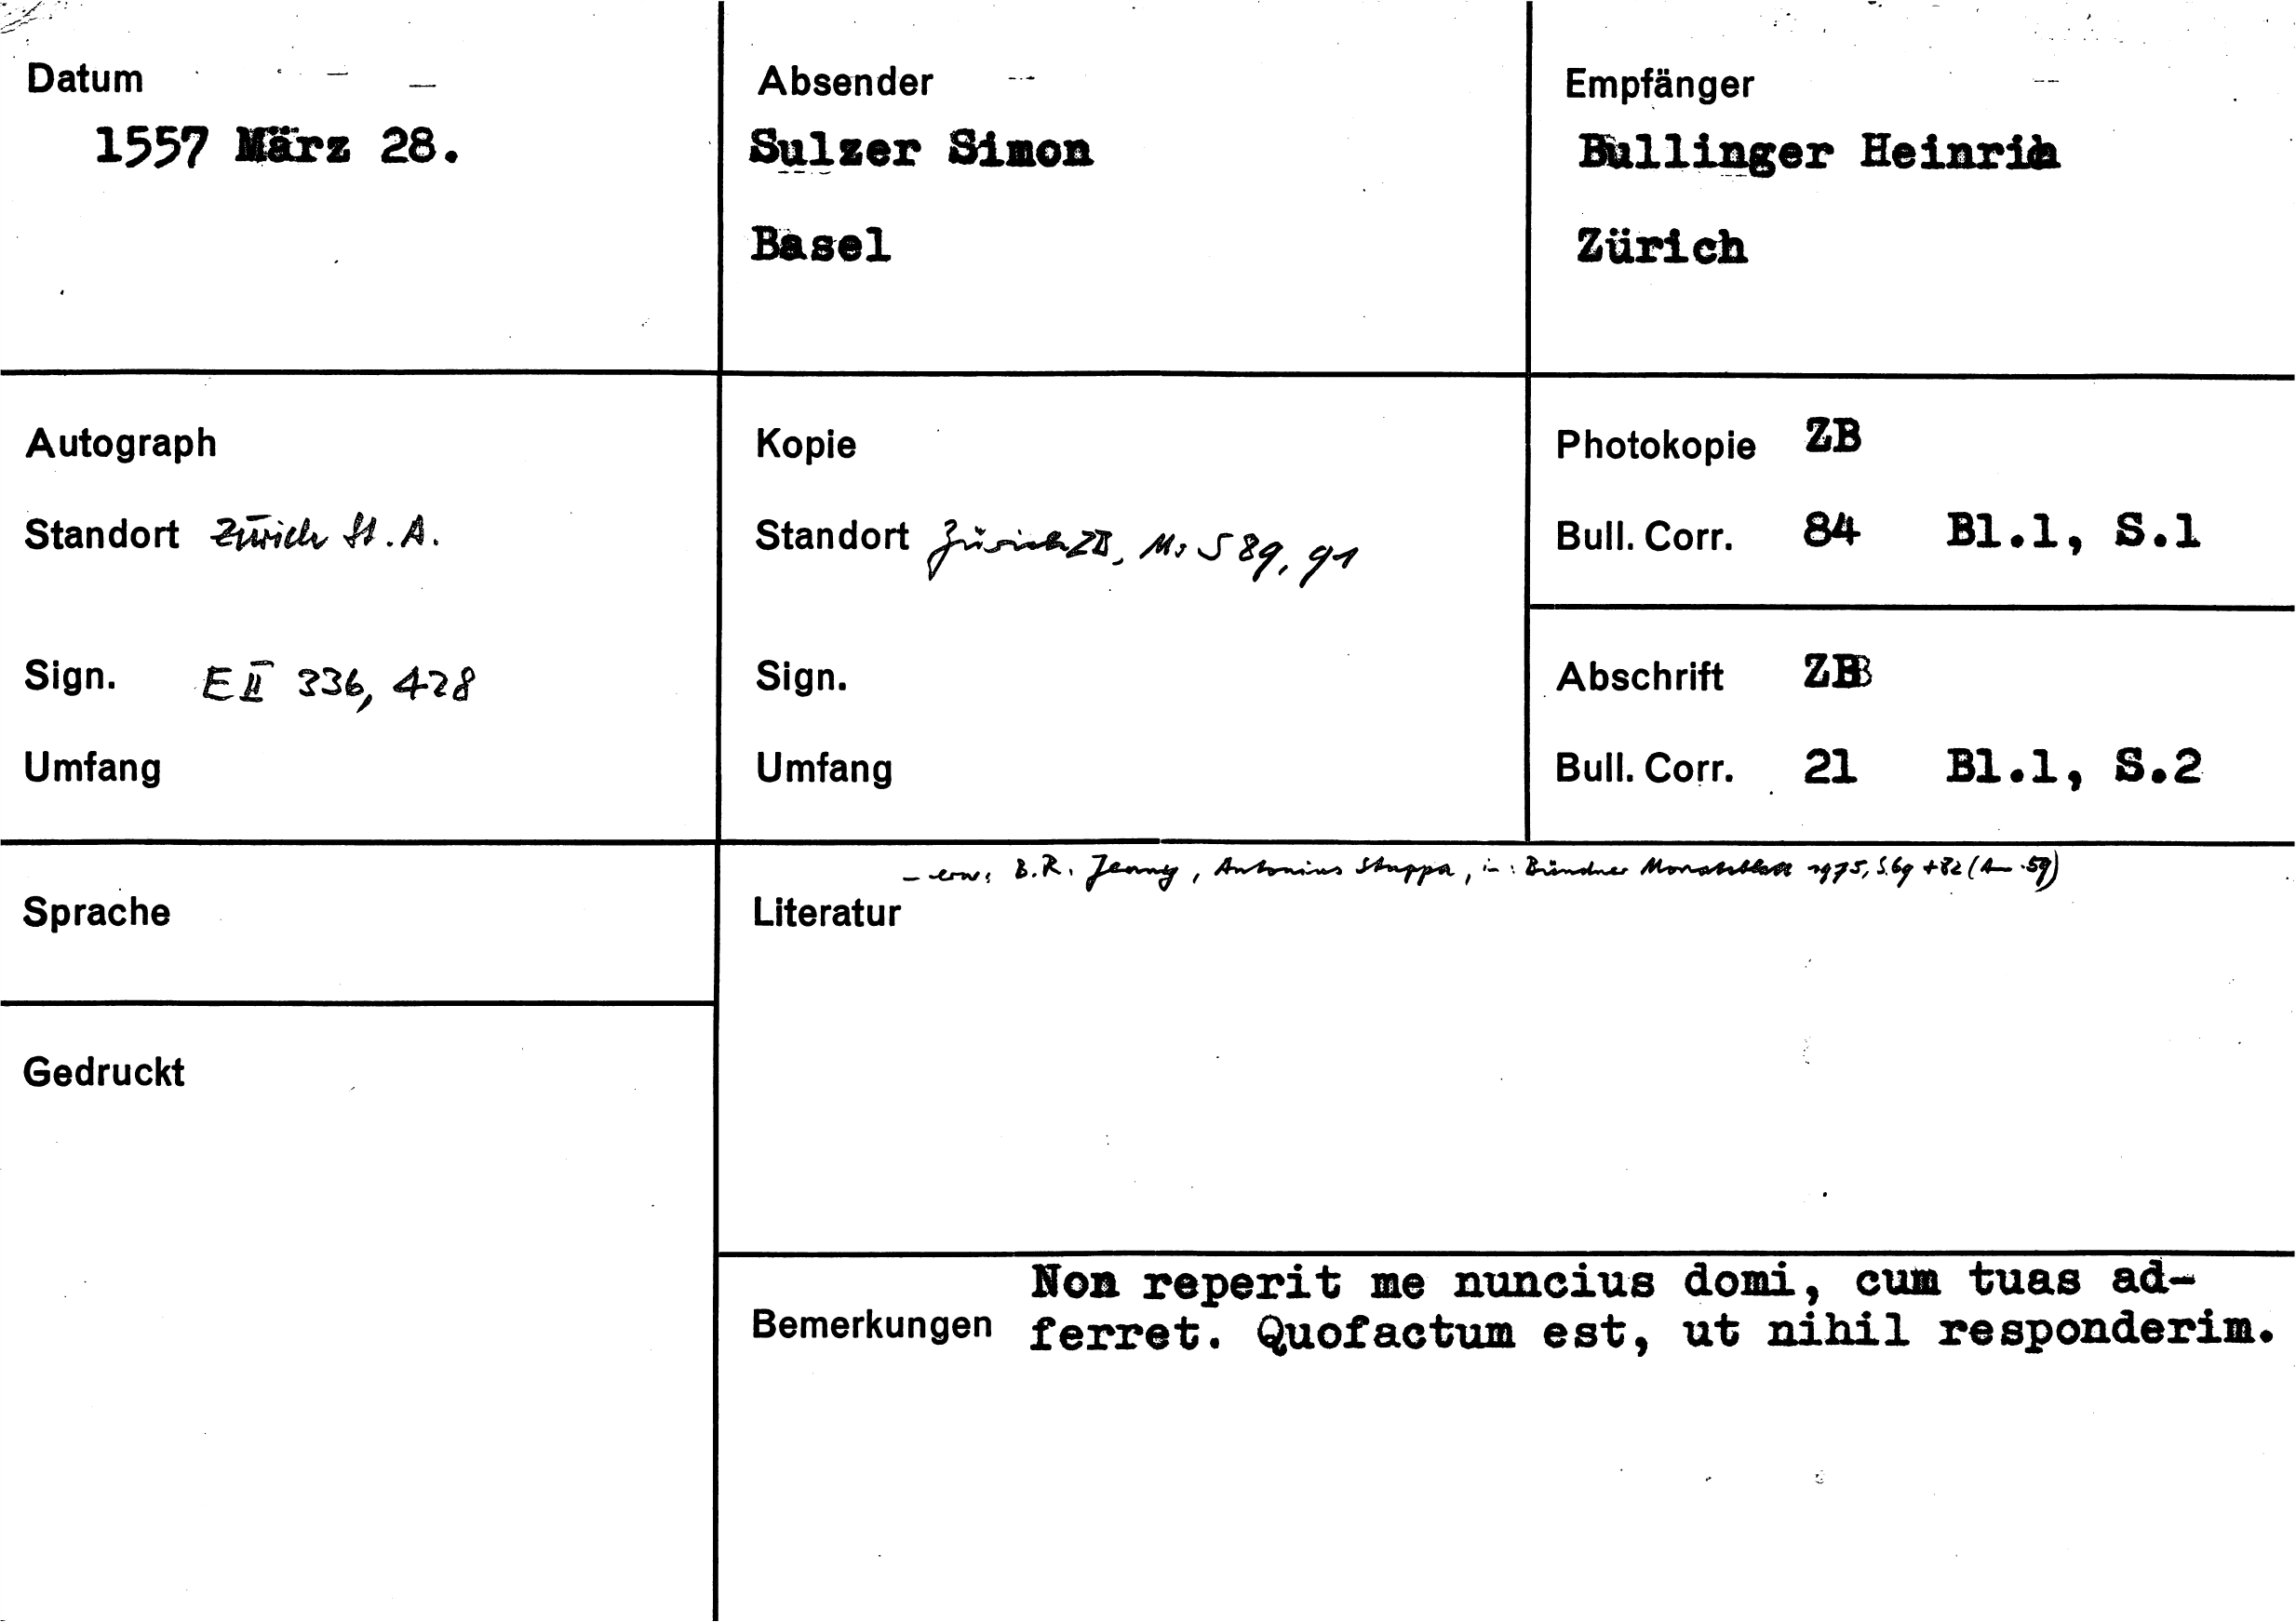 Datum
1557 März 28.
Absender
Sulzer Simon
Basel
Empfänger
Bullinger Heinrich
Zürich
Autograph
Standort Zürich St.A.
Sign. E II 336, 428
Umfang
Kopie
Standort Zürich ZB, Ms S 89, 91
Sign.
Umfang
Photokopie ZB
Bull. Corr. 84 Bl.1, S.1
Abschrift ZB
Bull. Corr. 21 Bl.1, S.2
Sprache
Gedruckt
- erw: B.R. Jenny, Antonius Stuppa, in: Bündner Monatsblatt 1975, S.69 + 82 (Anm. 59)
Literatur
Non reperit me nuncius domi, cum tuas ad-
Bemerkungen ferret. Quofactum est, ut nihil responderim.